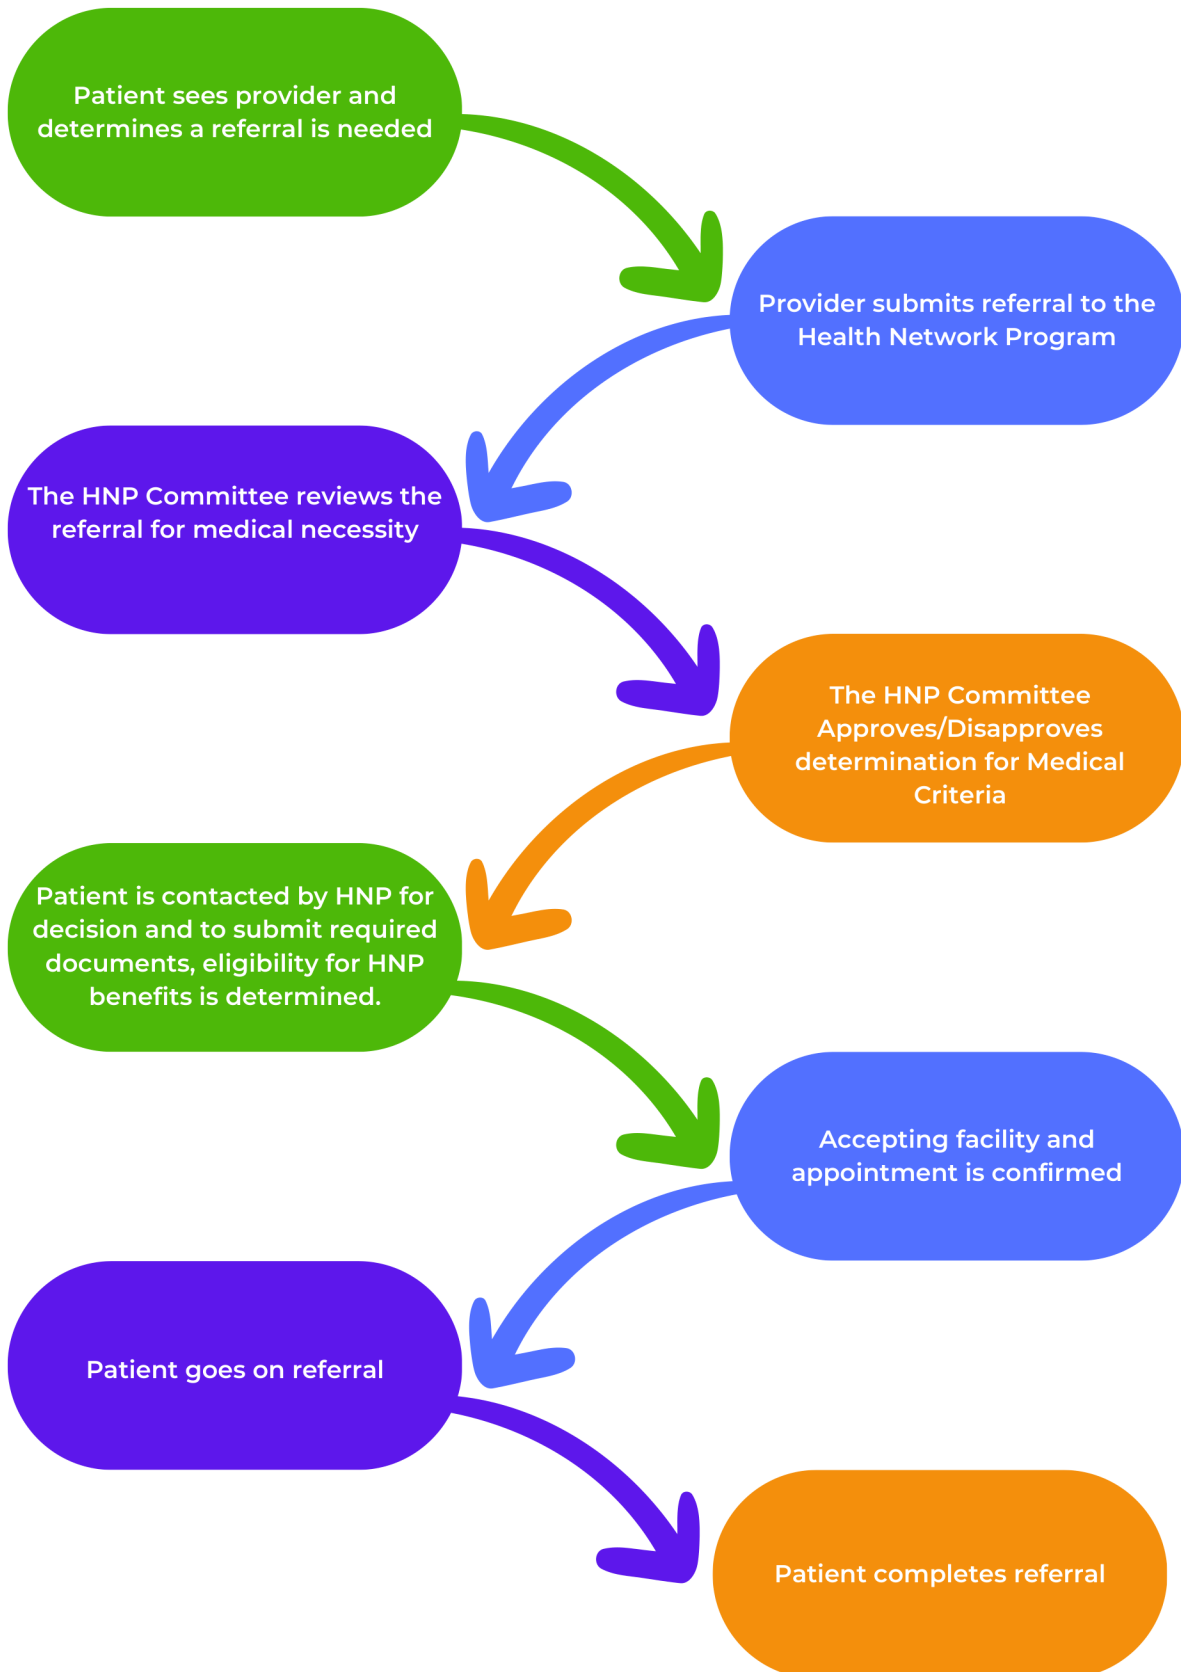 Patient sees provider and
determines a referral is needed
Provider submits referral to the
Health Network Program
The HNP Committee reviews the
referral for medical necessity
The HNP Committee
Approves/Disapproves
determination for Medical
Criteria
Patient is contacted by HNP for
decision and to submit required
documents, eligibility for HNP
benefits is determined.
Accepting facility and
appointment is confirmed
Patient goes on referral
Patient completes referral